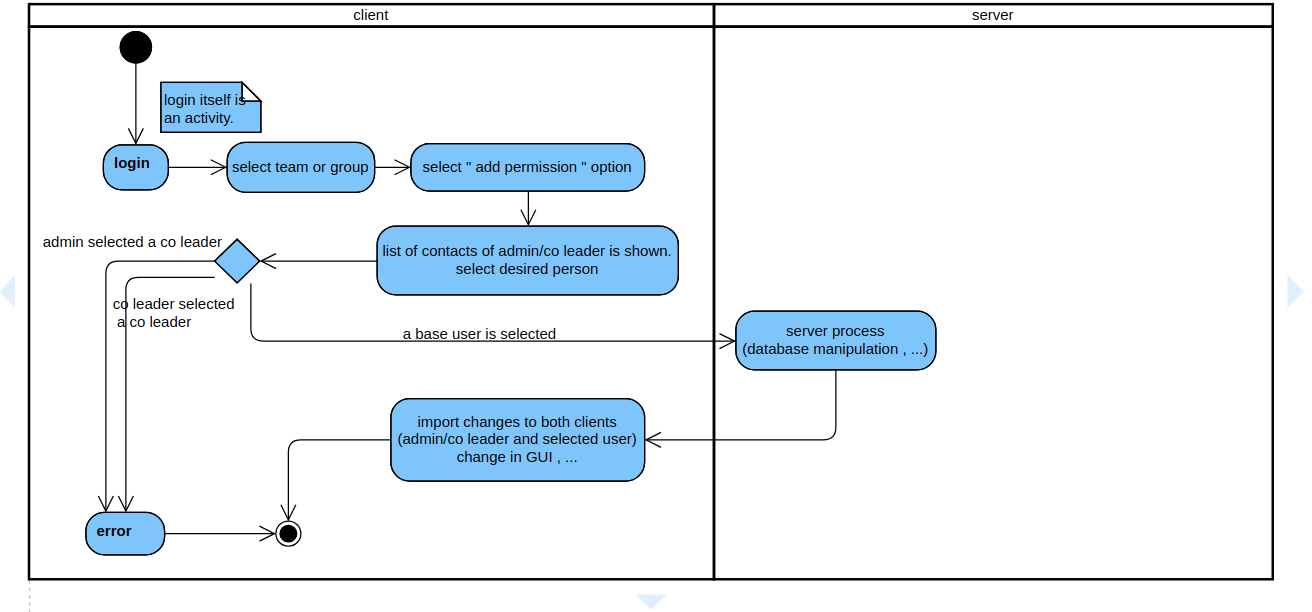 client
server
login itself is
an activity.
login
select team or group
select " add permission " option
admin selected a co leader
list of contacts of admin/co leader is shown.
select desired person
co leader selected
a co leader
a base user is selected
server process
(database manipulation , ...)
import changes to both clients
(admin/co leader and selected user)
change in GUI , ...
error